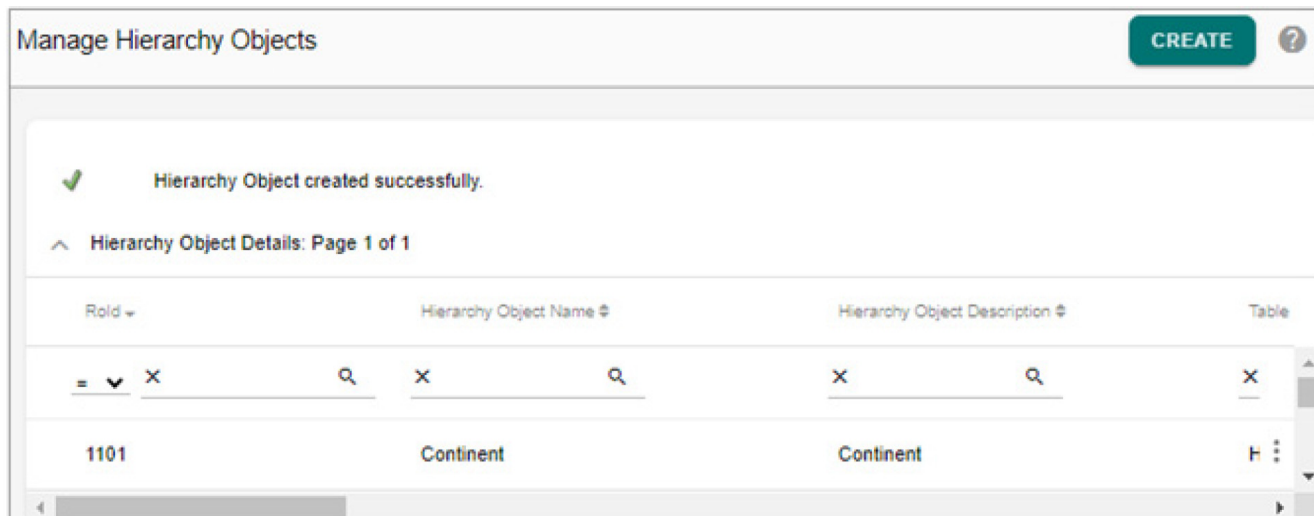 Manage Hierarchy Objects CREATE ?
Hierarchy Object created successfully.
Hierarchy Object Details: Page 1 of 1
RoId Hierarchy Object Name Hierarchy Object Description Table
=
1101 Continent Continent H